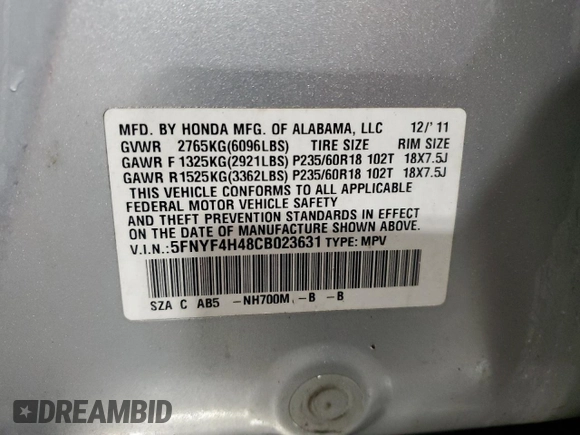 MFD. BY HONDA MFG. OF ALABAMA, LLC 12/'11
GVWR 2765KG(6096LBS) TIRE SIZE RIM SIZE
GAWR F 1325KG(2921LBS) P235/60R18 102T 18X7.5J
GAWR R1525KG(3362LBS) P235/60R18 102T 18X7.5J
THIS VEHICLE CONFORMS TO ALL APPLICABLE
FEDERAL MOTOR VEHICLE SAFETY
AND THEFT PREVENTION STANDARDS IN EFFECT
ON THE DATE OF MANUFACTURE SHOWN ABOVE.
V.I.N.:5FNYF4H48CB023631 TYPE: MPV
SZA C AB5 -NH700M -B -B
DREAMBID